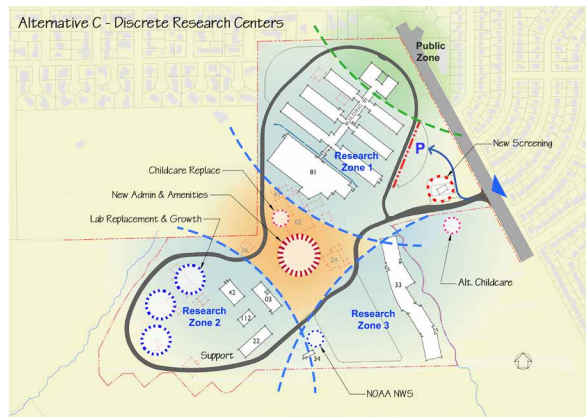 Alternative C - Discrete Research Centers
Public
Zone
New Screening
P
BUILDING 1
81
Research
Zone 1
Childcare Replace
New Admin & Amenities
Lab Replacement & Growth
02
24
Alt. Childcare
42
03
112
22
33
34
Research
Zone 2
Research
Zone 3
Support
NOAA NWS